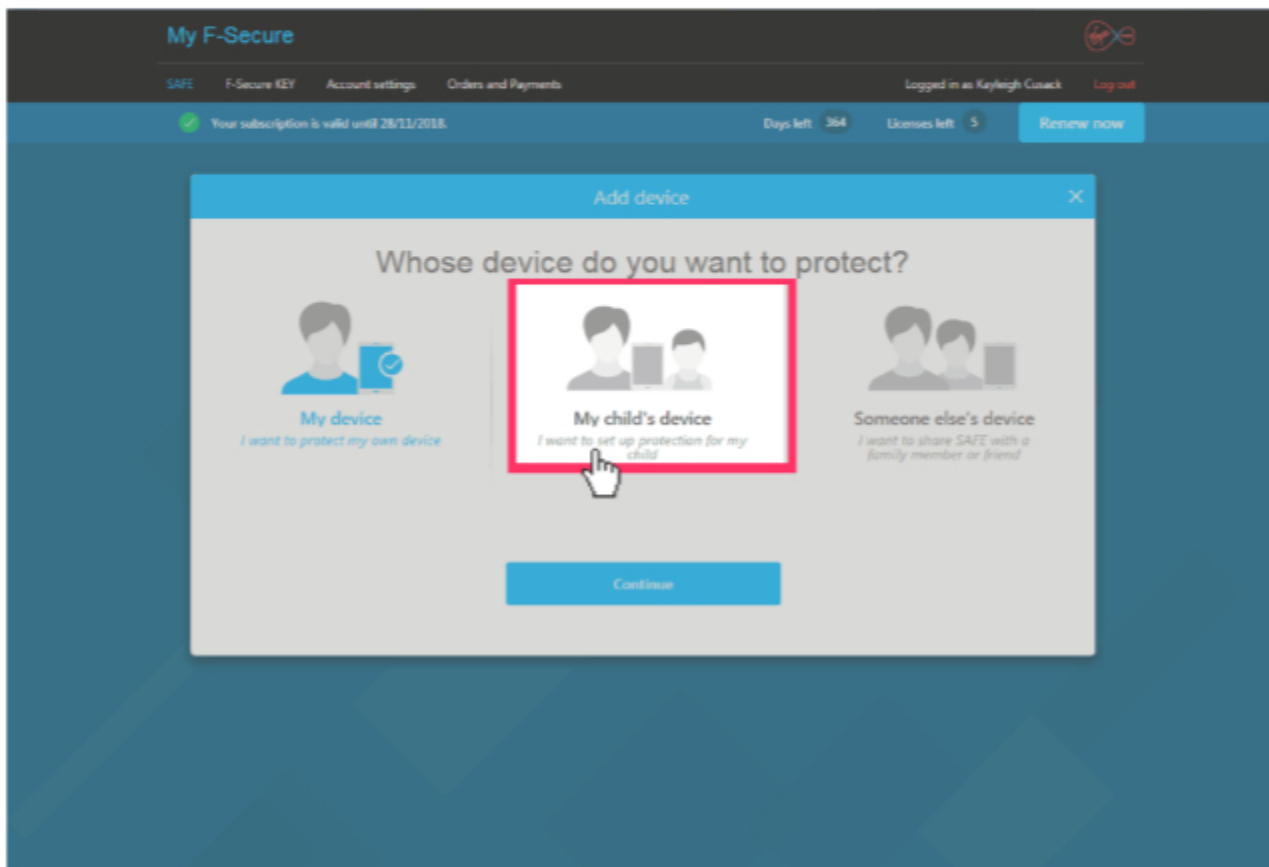 My F-Secure
SAFE F-Secure KEY Account settings Orders and Payments Logged in as Kayleigh Cusack Log out
Your subscription is valid until 28/11/2018. Days left 364 Licenses left 5 Renew now
Add device
Whose device do you want to protect?
My device My child's device Someone else's device
I want to protect my own device I want to set up protection for my I want to share SAFE with a
child family member or friend
Continue